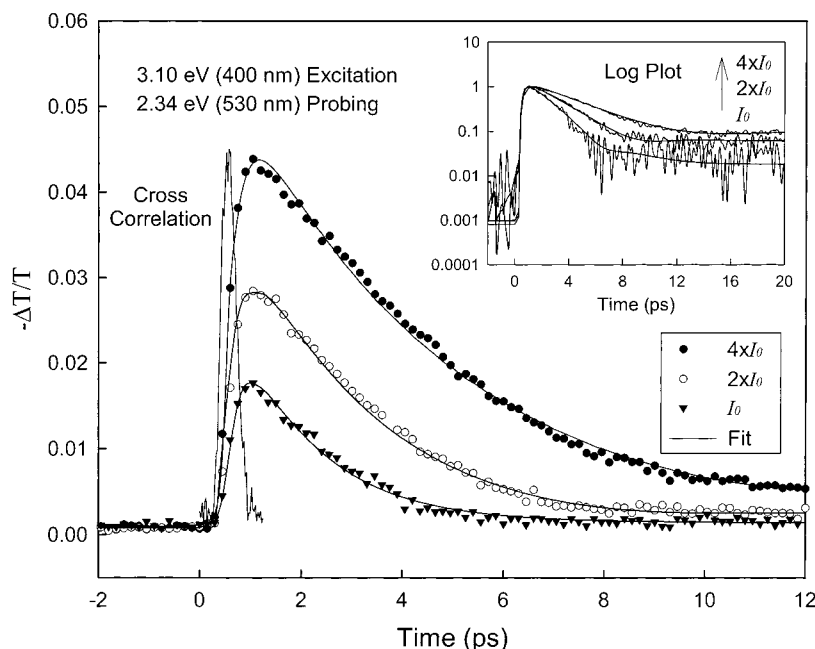 0.06
0.05
0.04
0.03
0.02
0.01
0.00
-ΔT/T
3.10 eV (400 nm) Excitation
2.34 eV (530 nm) Probing
Cross
Correlation
Log Plot
4xI₀
2xI₀
I₀
10
1
0.1
0.01
0.001
0.0001
0 4 8 12 16 20
Time (ps)
4xI₀
2xI₀
I₀
Fit
-2 0 2 4 6 8 10 12
Time (ps)